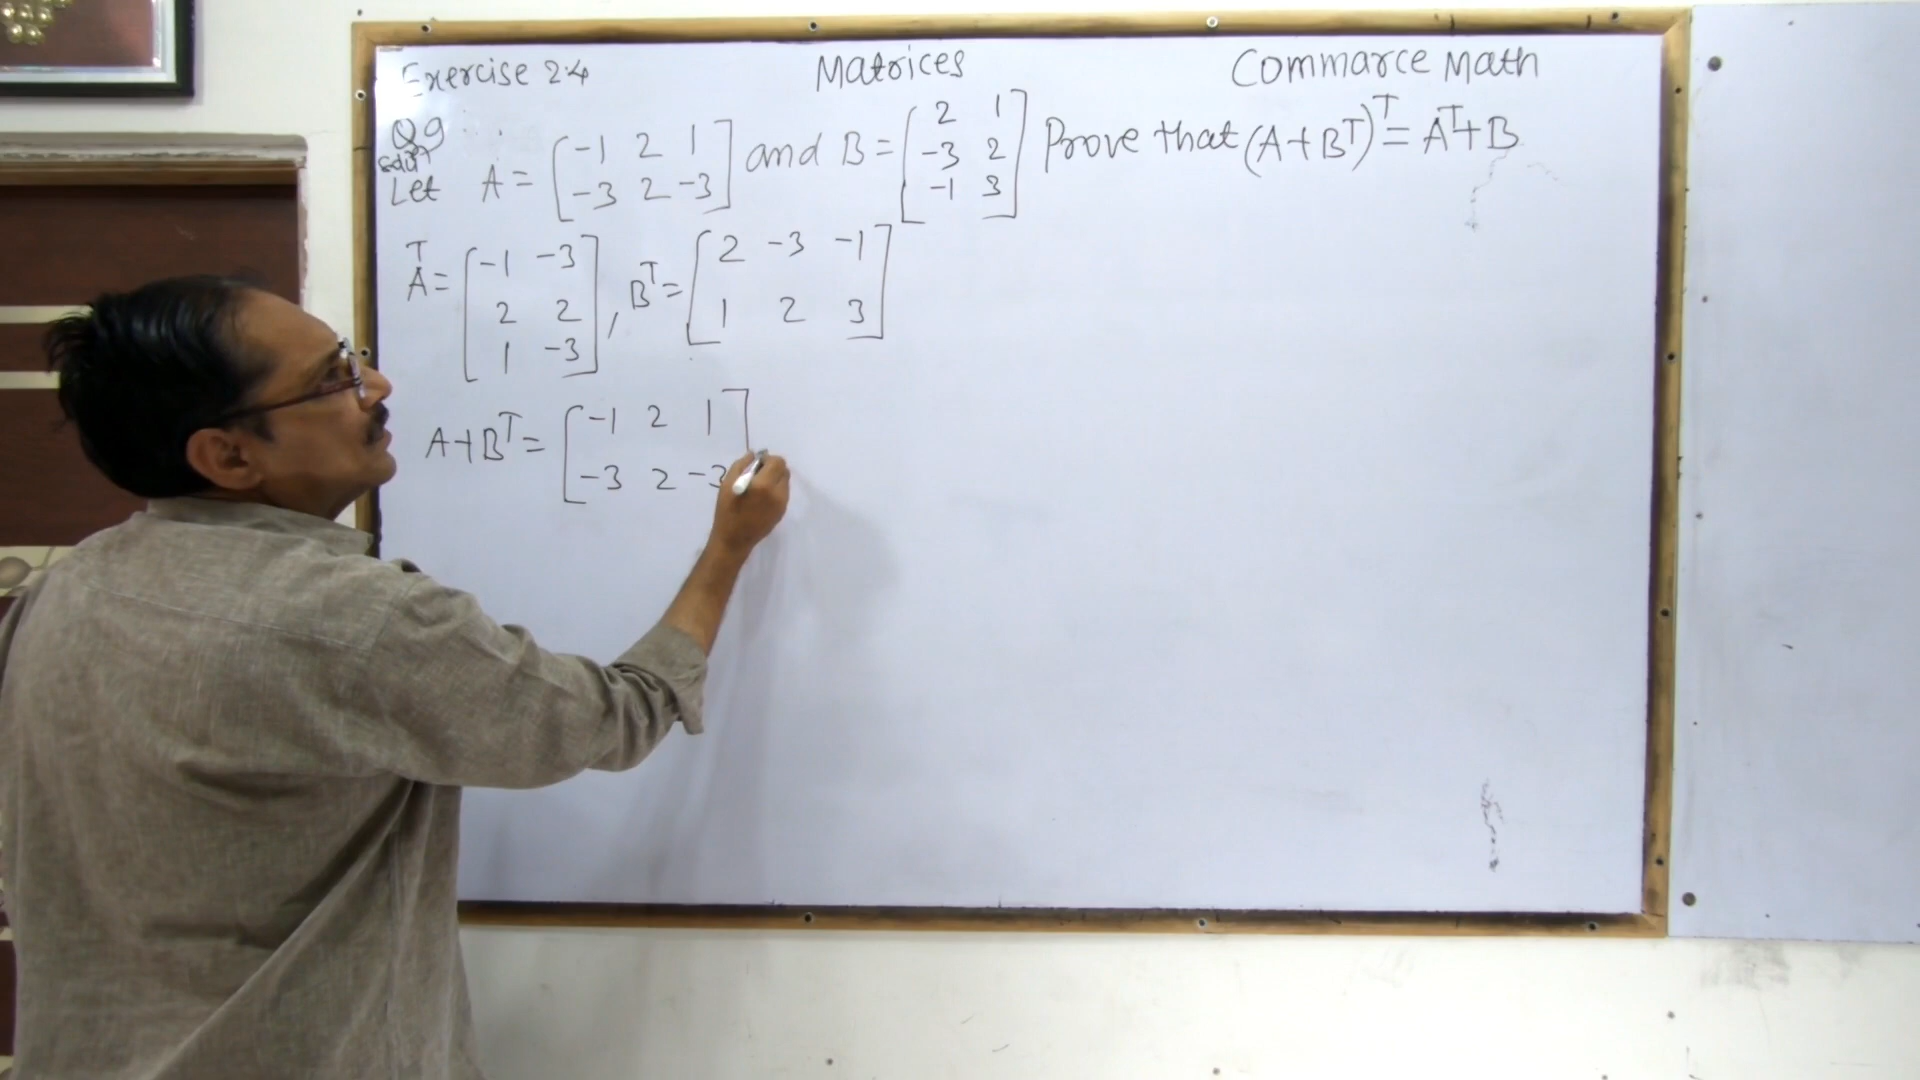 Exercise 2.4 Matrices Commarce Math
Q9
Soln
Let A = [-1 2 1 / -3 2 -3] and B = [2 1 / -3 2 / -1 3] Prove that (A+B^T)^T = A^T+B
A^T = [-1 -3 / 2 2 / 1 -3], B^T = [2 -3 -1 / 1 2 3]
A+B^T = [-1 2 1 / -3 2 -3